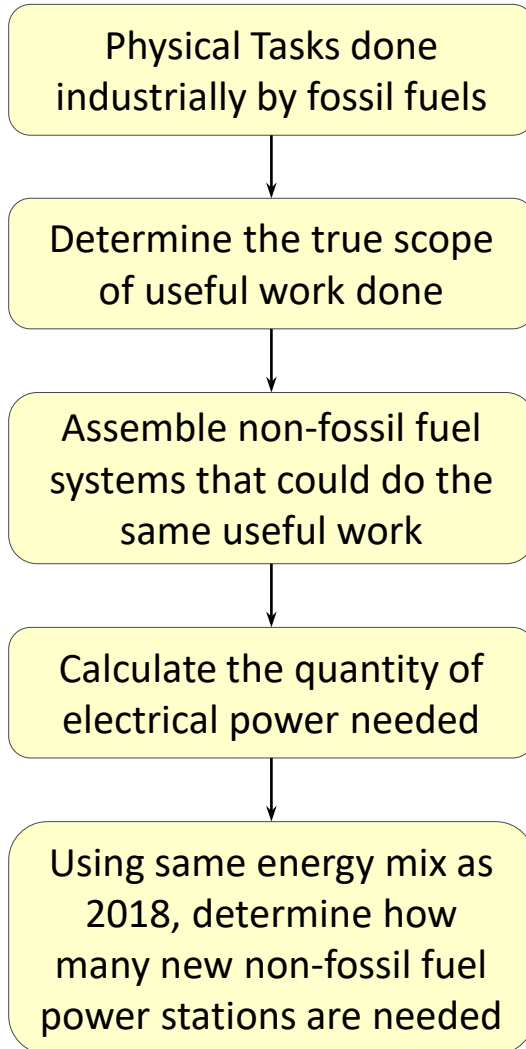 Physical Tasks done
industrially by fossil fuels
Determine the true scope
of useful work done
Assemble non-fossil fuel
systems that could do the
same useful work
Calculate the quantity of
electrical power needed
Using same energy mix as
2018, determine how
many new non-fossil fuel
power stations are needed